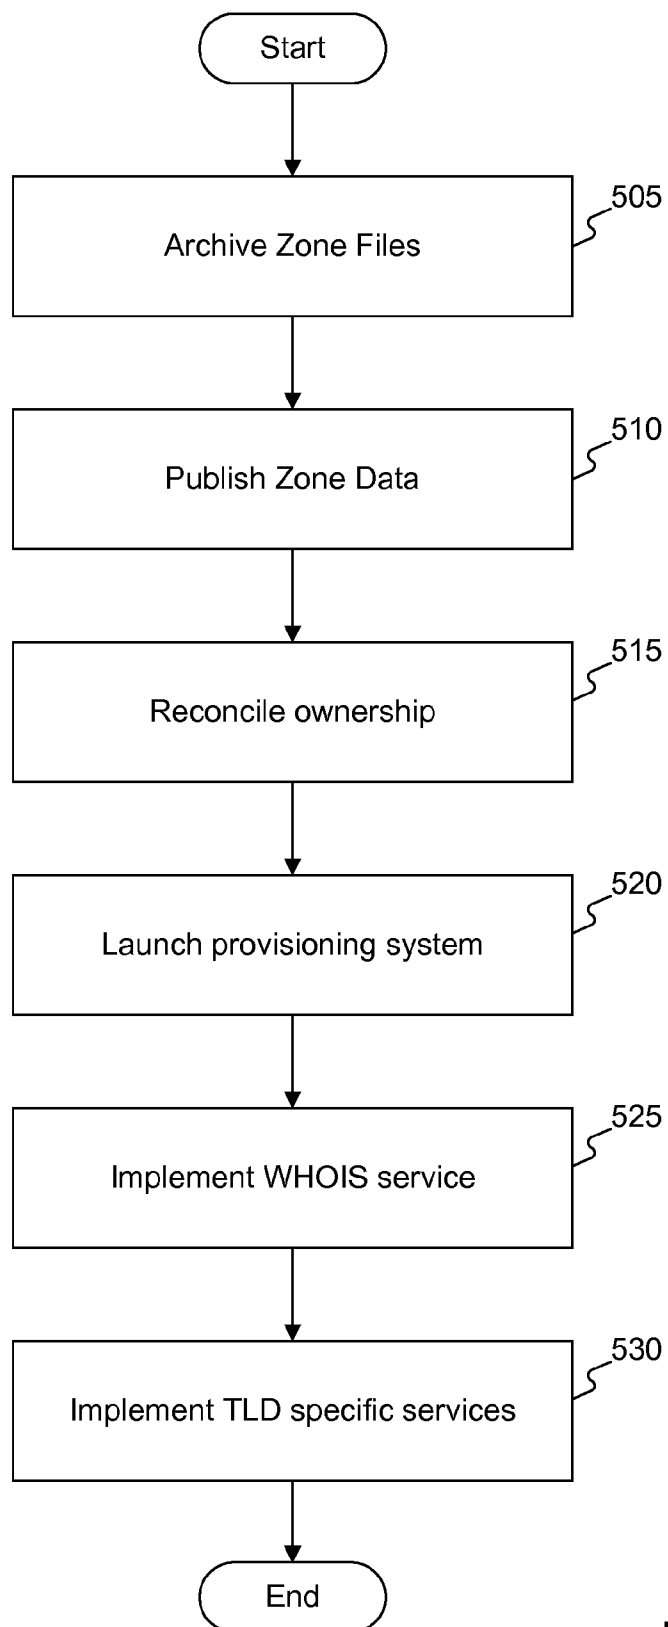 Start
505
Archive Zone Files
510
Publish Zone Data
515
Reconcile ownership
520
Launch provisioning system
525
Implement WHOIS service
530
Implement TLD specific services
End